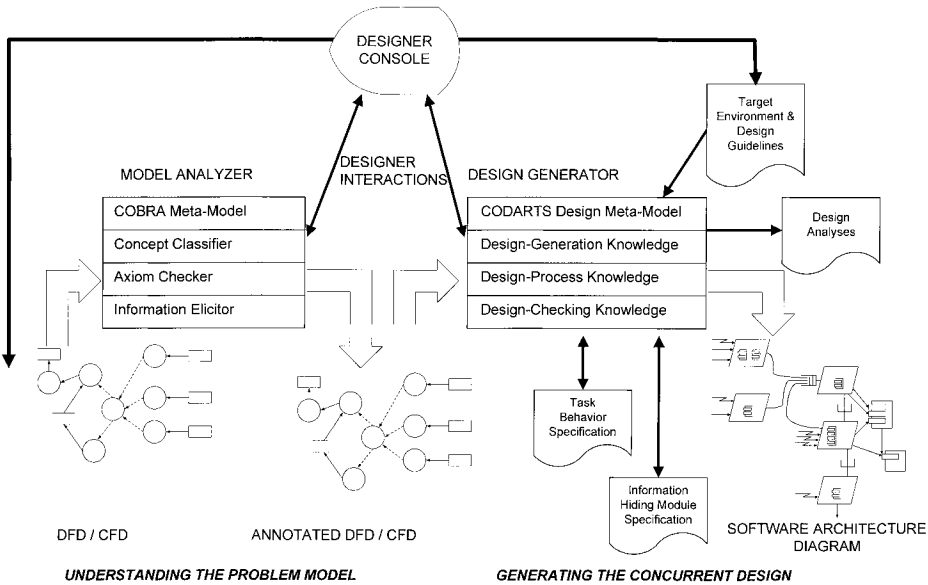 DESIGNER
CONSOLE
Target
Environment &
Design
Guidelines
DESIGNER
INTERACTIONS
MODEL ANALYZER
DESIGN GENERATOR
COBRA Meta-Model
Concept Classifier
Axiom Checker
Information Elicitor
CODARTS Design Meta-Model
Design-Generation Knowledge
Design-Process Knowledge
Design-Checking Knowledge
Design
Analyses
Task
Behavior
Specification
Information
Hiding Module
Specification
DFD / CFD
ANNOTATED DFD / CFD
SOFTWARE ARCHITECTURE
DIAGRAM
UNDERSTANDING THE PROBLEM MODEL
GENERATING THE CONCURRENT DESIGN